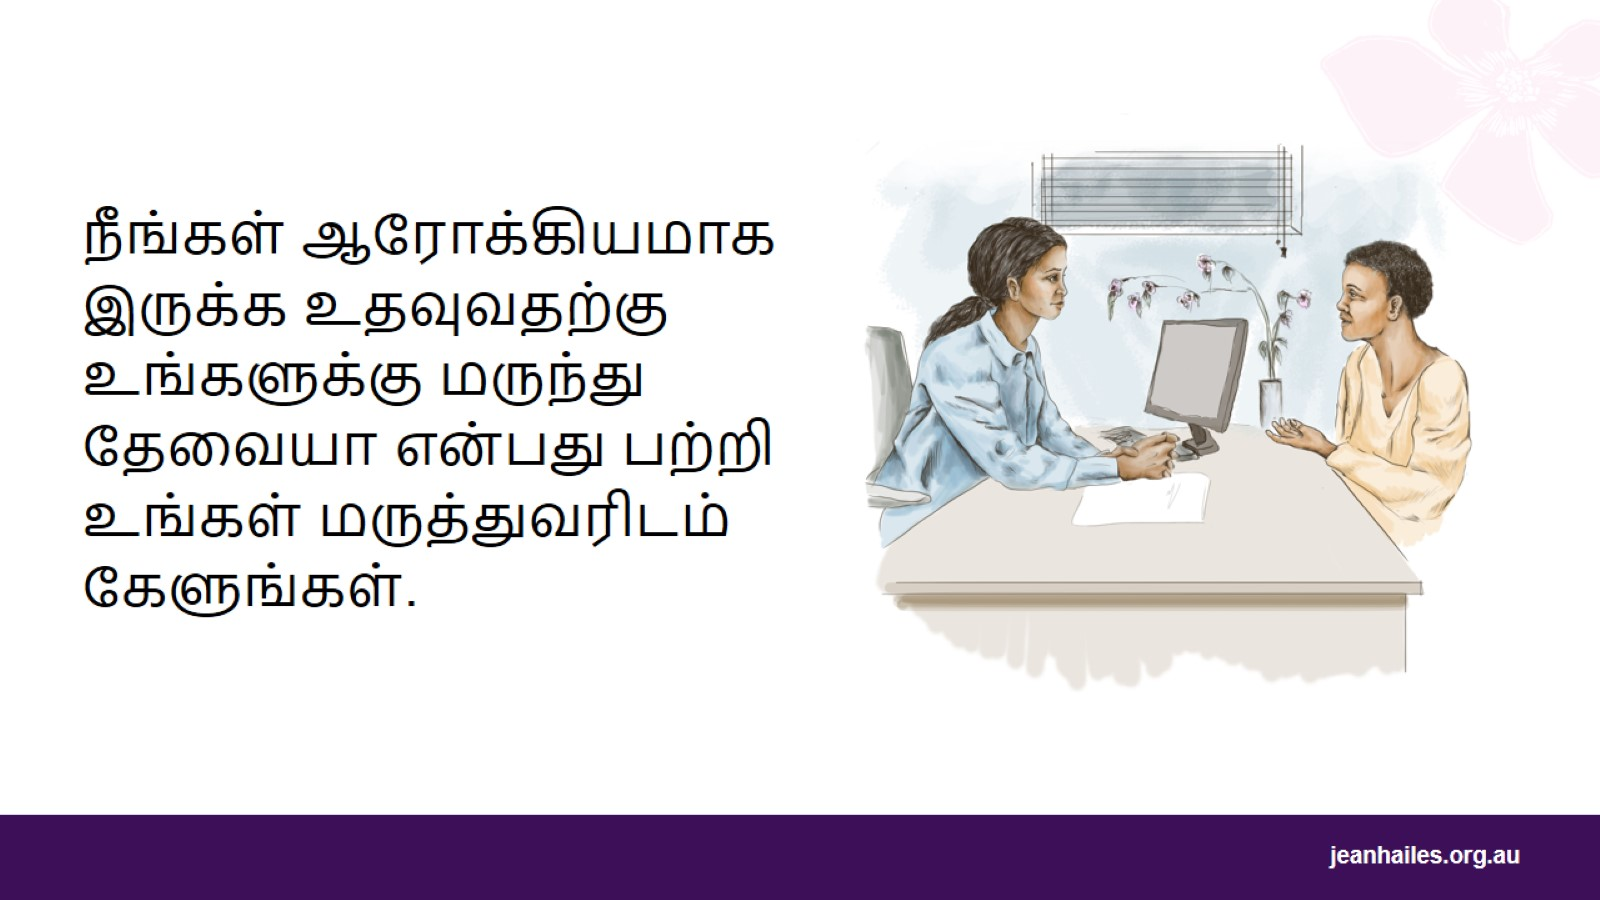 நீங்கள் ஆரோக்கியமாக
இருக்க உதவுவதற்கு
உங்களுக்கு மருந்து
தேவையா என்பது பற்றி
உங்கள் மருத்துவரிடம்
கேளுங்கள்.
jeanhailes.org.au